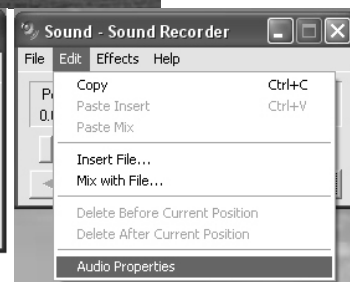 Sound - Sound Recorder
File Edit Effects Help
Copy Ctrl+C
Paste Insert Ctrl+V
Paste Mix
Insert File...
Mix with File...
Delete Before Current Position
Delete After Current Position
Audio Properties